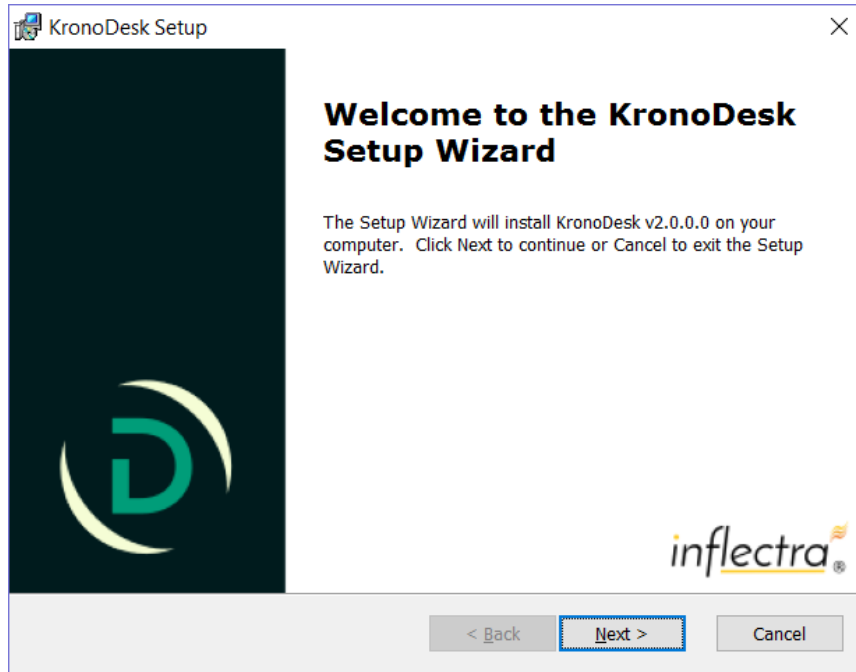 KronoDesk Setup
Welcome to the KronoDesk
Setup Wizard
The Setup Wizard will install KronoDesk v2.0.0.0 on your
computer.  Click Next to continue or Cancel to exit the Setup
Wizard.
D
inflectra®
< Back
Next >
Cancel